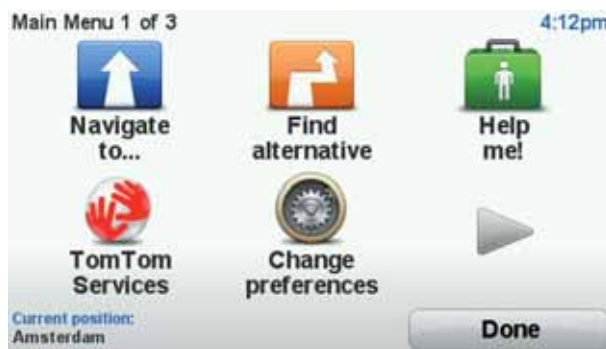 Main Menu 1 of 3
4:12pm
Navigate
to...
Find
alternative
Help
me!
TomTom
Services
Change
preferences
Current position:
Amsterdam
Done